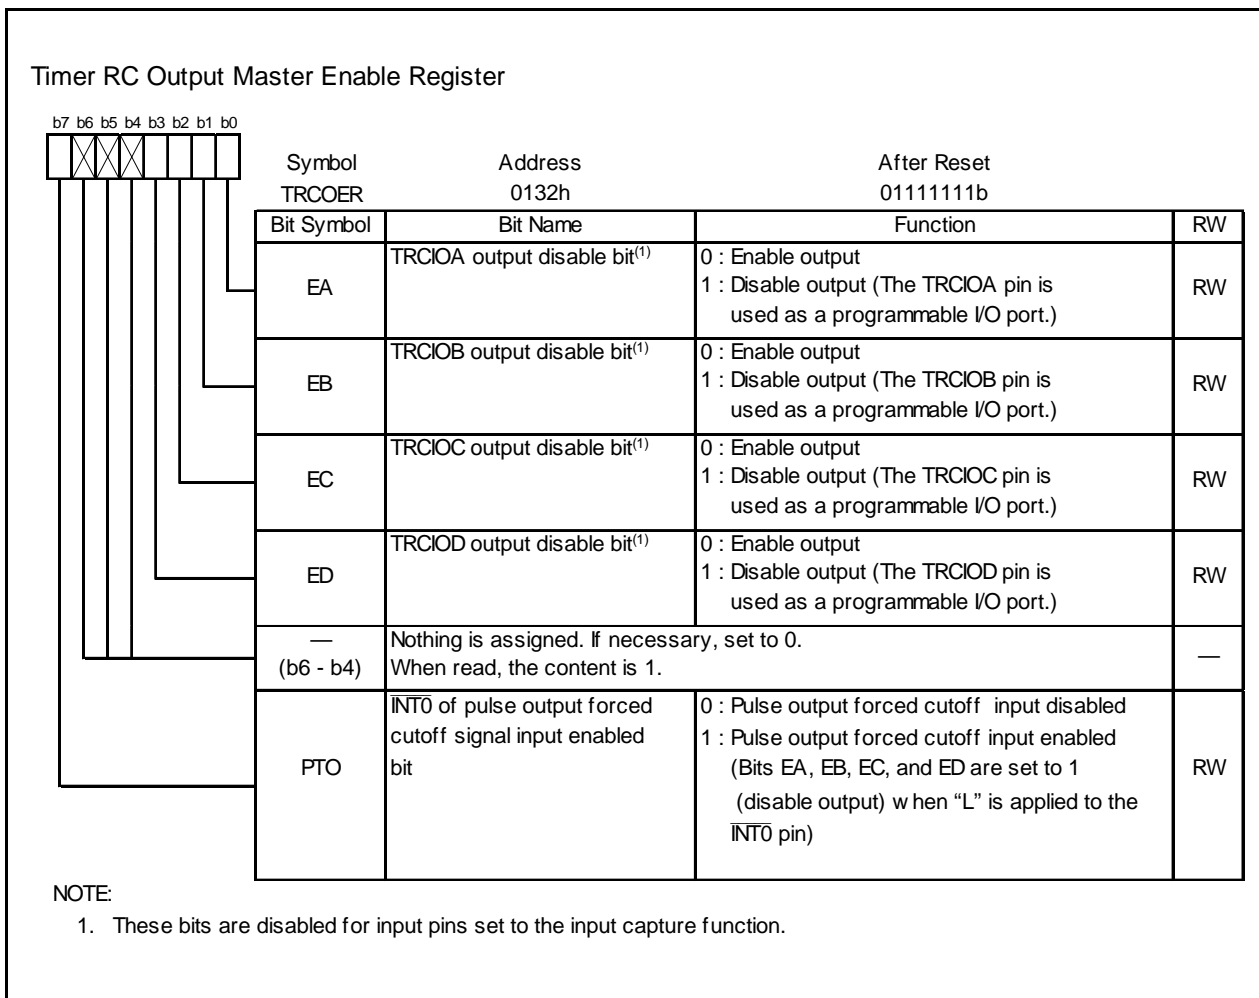 Timer RC Output Master Enable Register
b7 b6 b5 b4 b3 b2 b1 b0
Symbol Address After Reset
TRCOER 0132h 01111111b
Bit Symbol Bit Name Function RW
EA TRCIOA output disable bit(1) 0 : Enable output
1 : Disable output (The TRCIOA pin is
used as a programmable I/O port.) RW
EB TRCIOB output disable bit(1) 0 : Enable output
1 : Disable output (The TRCIOB pin is
used as a programmable I/O port.) RW
EC TRCIOC output disable bit(1) 0 : Enable output
1 : Disable output (The TRCIOC pin is
used as a programmable I/O port.) RW
ED TRCIOD output disable bit(1) 0 : Enable output
1 : Disable output (The TRCIOD pin is
used as a programmable I/O port.) RW
—
(b6 - b4)
Nothing is assigned. If necessary, set to 0.
When read, the content is 1.
—
PTO
INT0 of pulse output forced
cutoff signal input enabled
bit
0 : Pulse output forced cutoff input disabled
1 : Pulse output forced cutoff input enabled
(Bits EA, EB, EC, and ED are set to 1
(disable output) when “L” is applied to the
INT0 pin)
RW
NOTE:
1. These bits are disabled for input pins set to the input capture function.